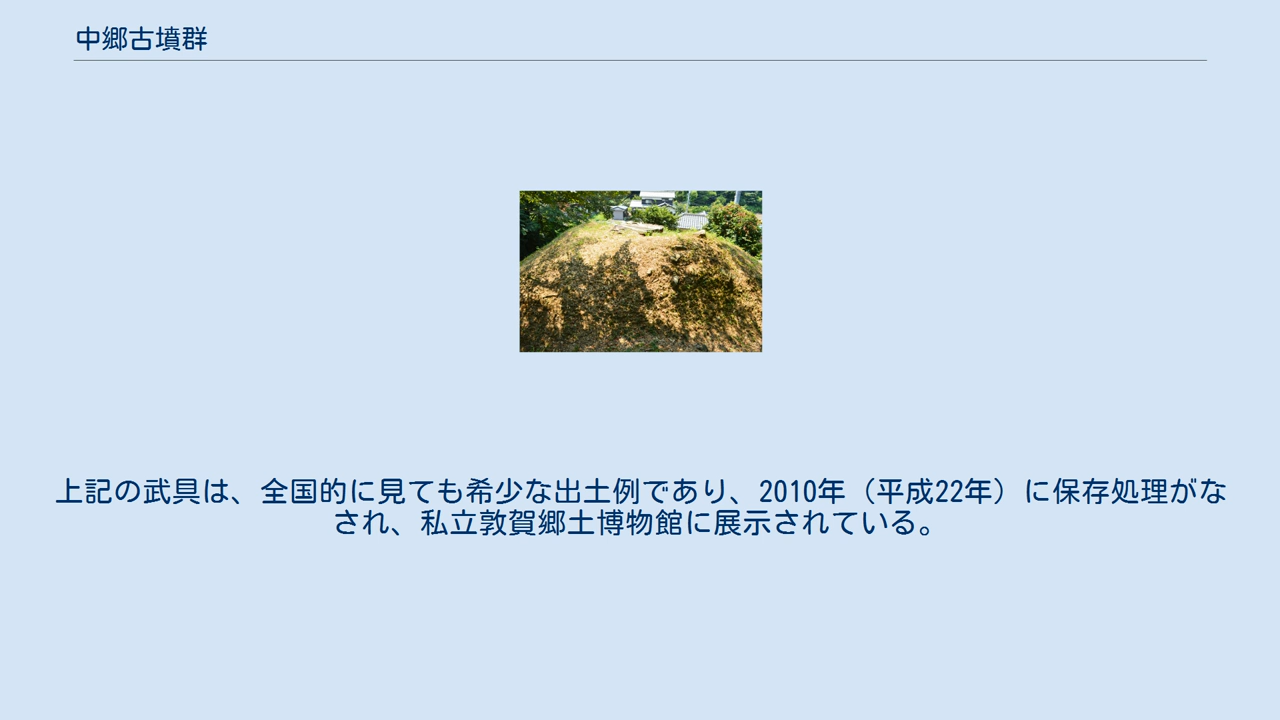 中郷古墳群
上記の武具は、全国的に見ても希少な出土例であり、2010年（平成22年）に保存処理がな
され、私立敦賀郷土博物館に展示されている。